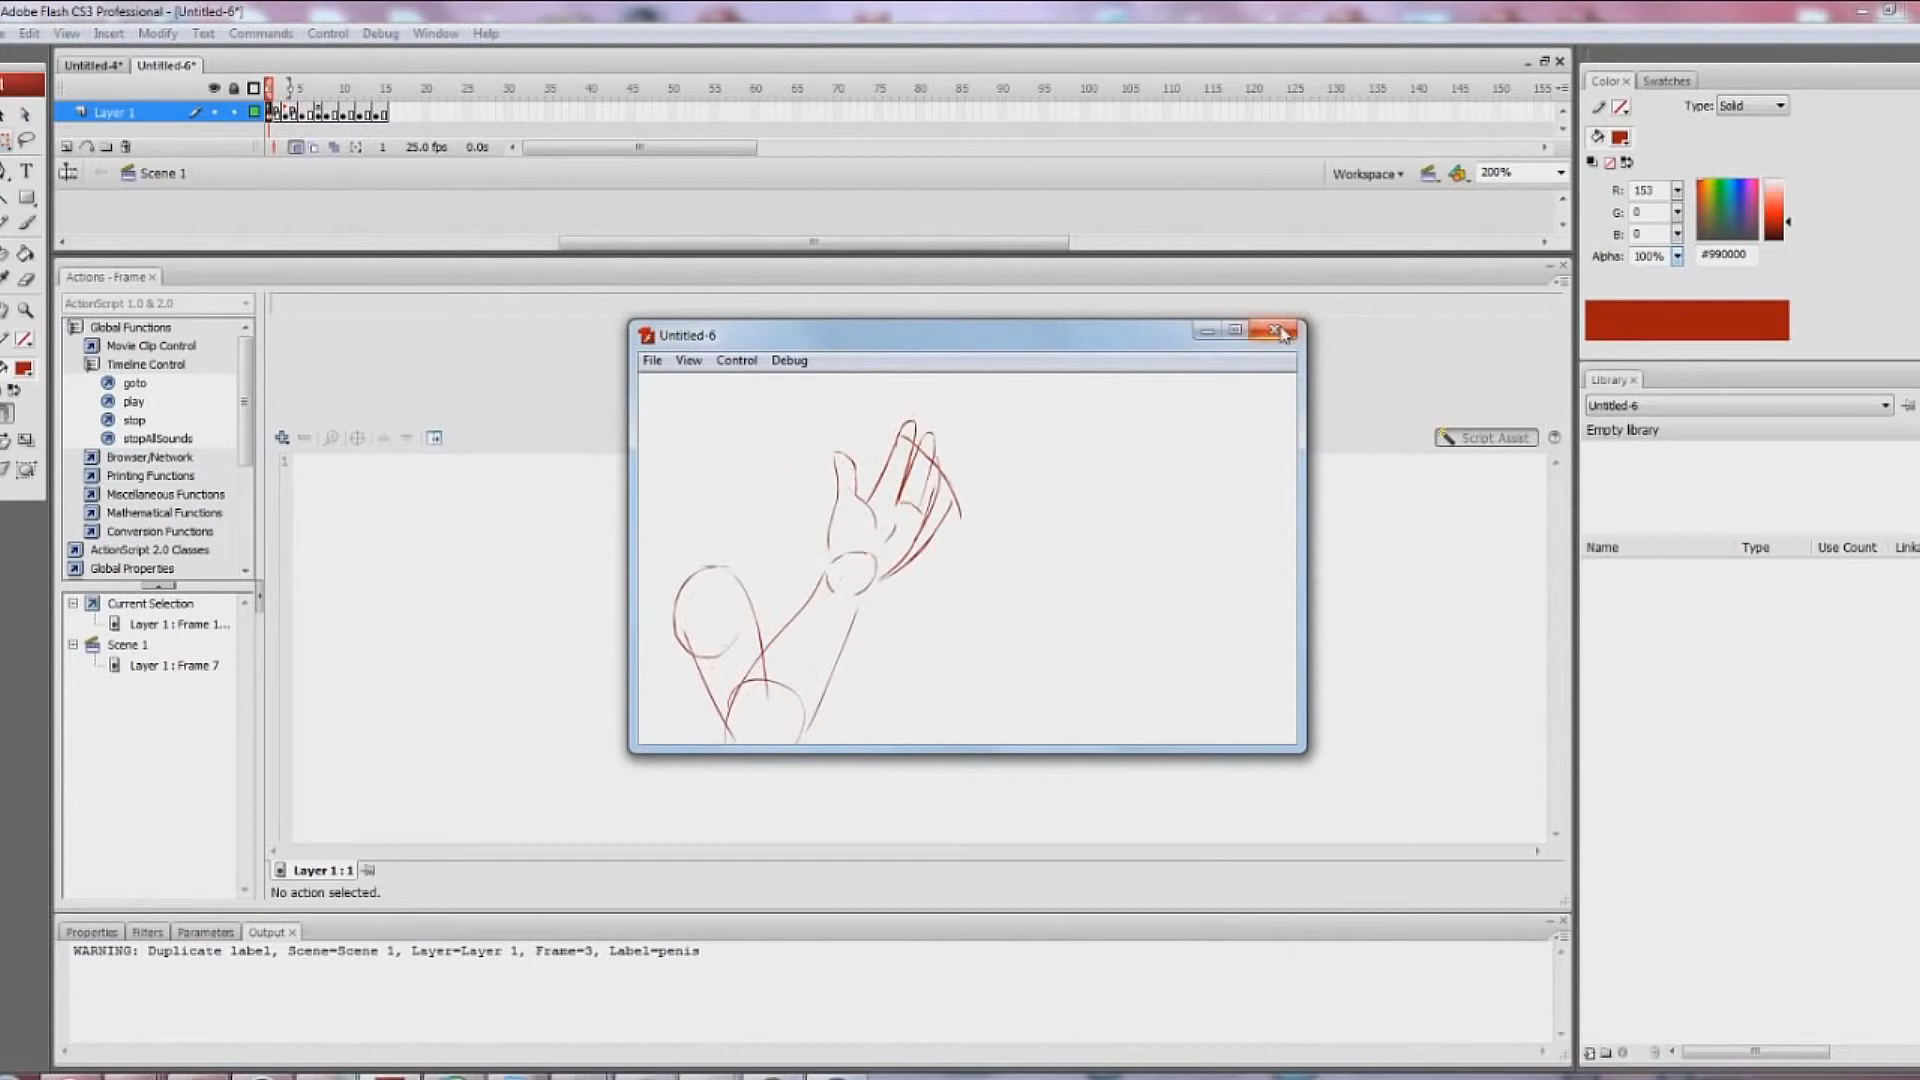 Adobe Flash CS3 Professional - [Untitled-6*]
Edit View Insert Modify Text Commands Control Debug Window Help
Untitled-4* Untitled-6*
5 10 15 20 25 30 35 40 45 50 55 60 65 70 75 80 85 90 95 100 105 110 115 120 125 130 135 140 145 150 155
Layer 1
1 25.0 fps 0.0s
Scene 1 Workspace 200%
Actions - Frame
ActionScript 1.0 & 2.0
Global Functions
Movie Clip Control
Timeline Control
goto
play
stop
stopAllSounds
Browser/Network
Printing Functions
Miscellaneous Functions
Mathematical Functions
Conversion Functions
ActionScript 2.0 Classes
Global Properties
Current Selection
Layer 1 : Frame 1...
Scene 1
Layer 1 : Frame 7
Script Assist
1
Untitled-6
File View Control Debug
Layer 1 : 1
No action selected.
Properties Filters Parameters Output
WARNING: Duplicate label, Scene=Scene 1, Layer=Layer 1, Frame=3, Label=penis
Color Swatches
Type: Solid
R: 153
G: 0
B: 0
Alpha: 100% #990000
Library
Untitled-6
Empty library
Name Type Use Count Linka